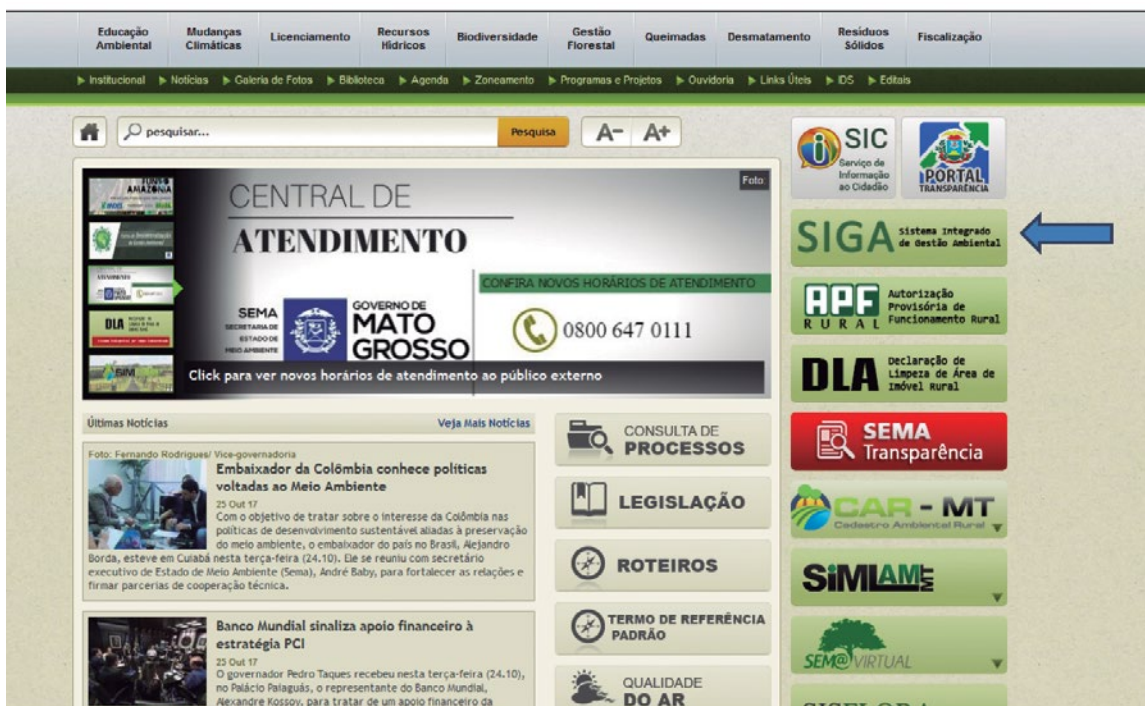 Educação Ambiental
Mudanças Climáticas
Licenciamento
Recursos Hídricos
Biodiversidade
Gestão Florestal
Queimadas
Desmatamento
Resíduos Sólidos
Fiscalização
Institucional
Notícias
Galeria de Fotos
Biblioteca
Agenda
Zoneamento
Programas e Projetos
Ouvidoria
Links Úteis
IDS
Editais
pesquisar...
Pesquisa
A-
A+
SIC
Serviço de
Informação
ao Cidadão
PORTAL
TRANSPARÊNCIA
Foto:
CENTRAL DE
ATENDIMENTO
CONFIRA NOVOS HORÁRIOS DE ATENDIMENTO
SEMA
SECRETARIA DE
ESTADO DE
MEIO AMBIENTE
GOVERNO DE
MATO
GROSSO
0800 647 0111
Click para ver novos horários de atendimento ao público externo
AMAZÔNIA
DLA
SIGA
Sistema Integrado
de Gestão Ambiental
APF
RURAL
Autorização
Provisória de
Funcionamento Rural
DLA
Declaração de
Limpeza de Área de
Imóvel Rural
SEMA
Transparência
CAR - MT
Cadastro Ambiental Rural
SiMLAM MT
SEM@VIRTUAL
Últimas Notícias
Veja Mais Notícias
Foto: Fernando Rodrigues/ Vice-governadoria
Embaixador da Colômbia conhece políticas
voltadas ao Meio Ambiente
25 Out 17
Com o objetivo de tratar sobre o interesse da Colômbia nas
políticas de desenvolvimento sustentável aliadas à preservação
do meio ambiente, o embaixador do país no Brasil, Alejandro
Borda, esteve em Cuiabá nesta terça-feira (24.10). Ele se reuniu com secretário
executivo de Estado de Meio Ambiente (Sema), André Baby, para fortalecer as relações e
firmar parcerias de cooperação técnica.
Banco Mundial sinaliza apoio financeiro à
estratégia PCI
25 Out 17
O governador Pedro Taques recebeu nesta terça-feira (24.10),
no Palácio Paiaguás, o representante do Banco Mundial,
Alexandre Kossoy, para tratar de um apoio financeiro da
CONSULTA DE
PROCESSOS
LEGISLAÇÃO
ROTEIROS
TERMO DE REFERÊNCIA
PADRÃO
QUALIDADE
DO AR